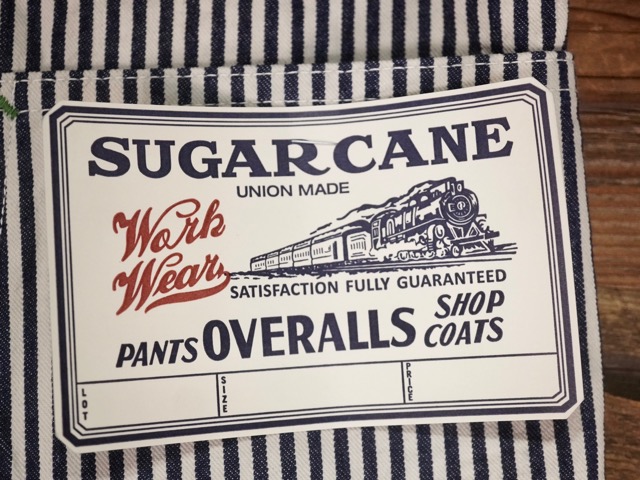 SUGAR CANE
UNION MADE
Work
Wear
SATISFACTION FULLY GUARANTEED
PANTS OVERALLS SHOP COATS
LOT SIZE PRICE